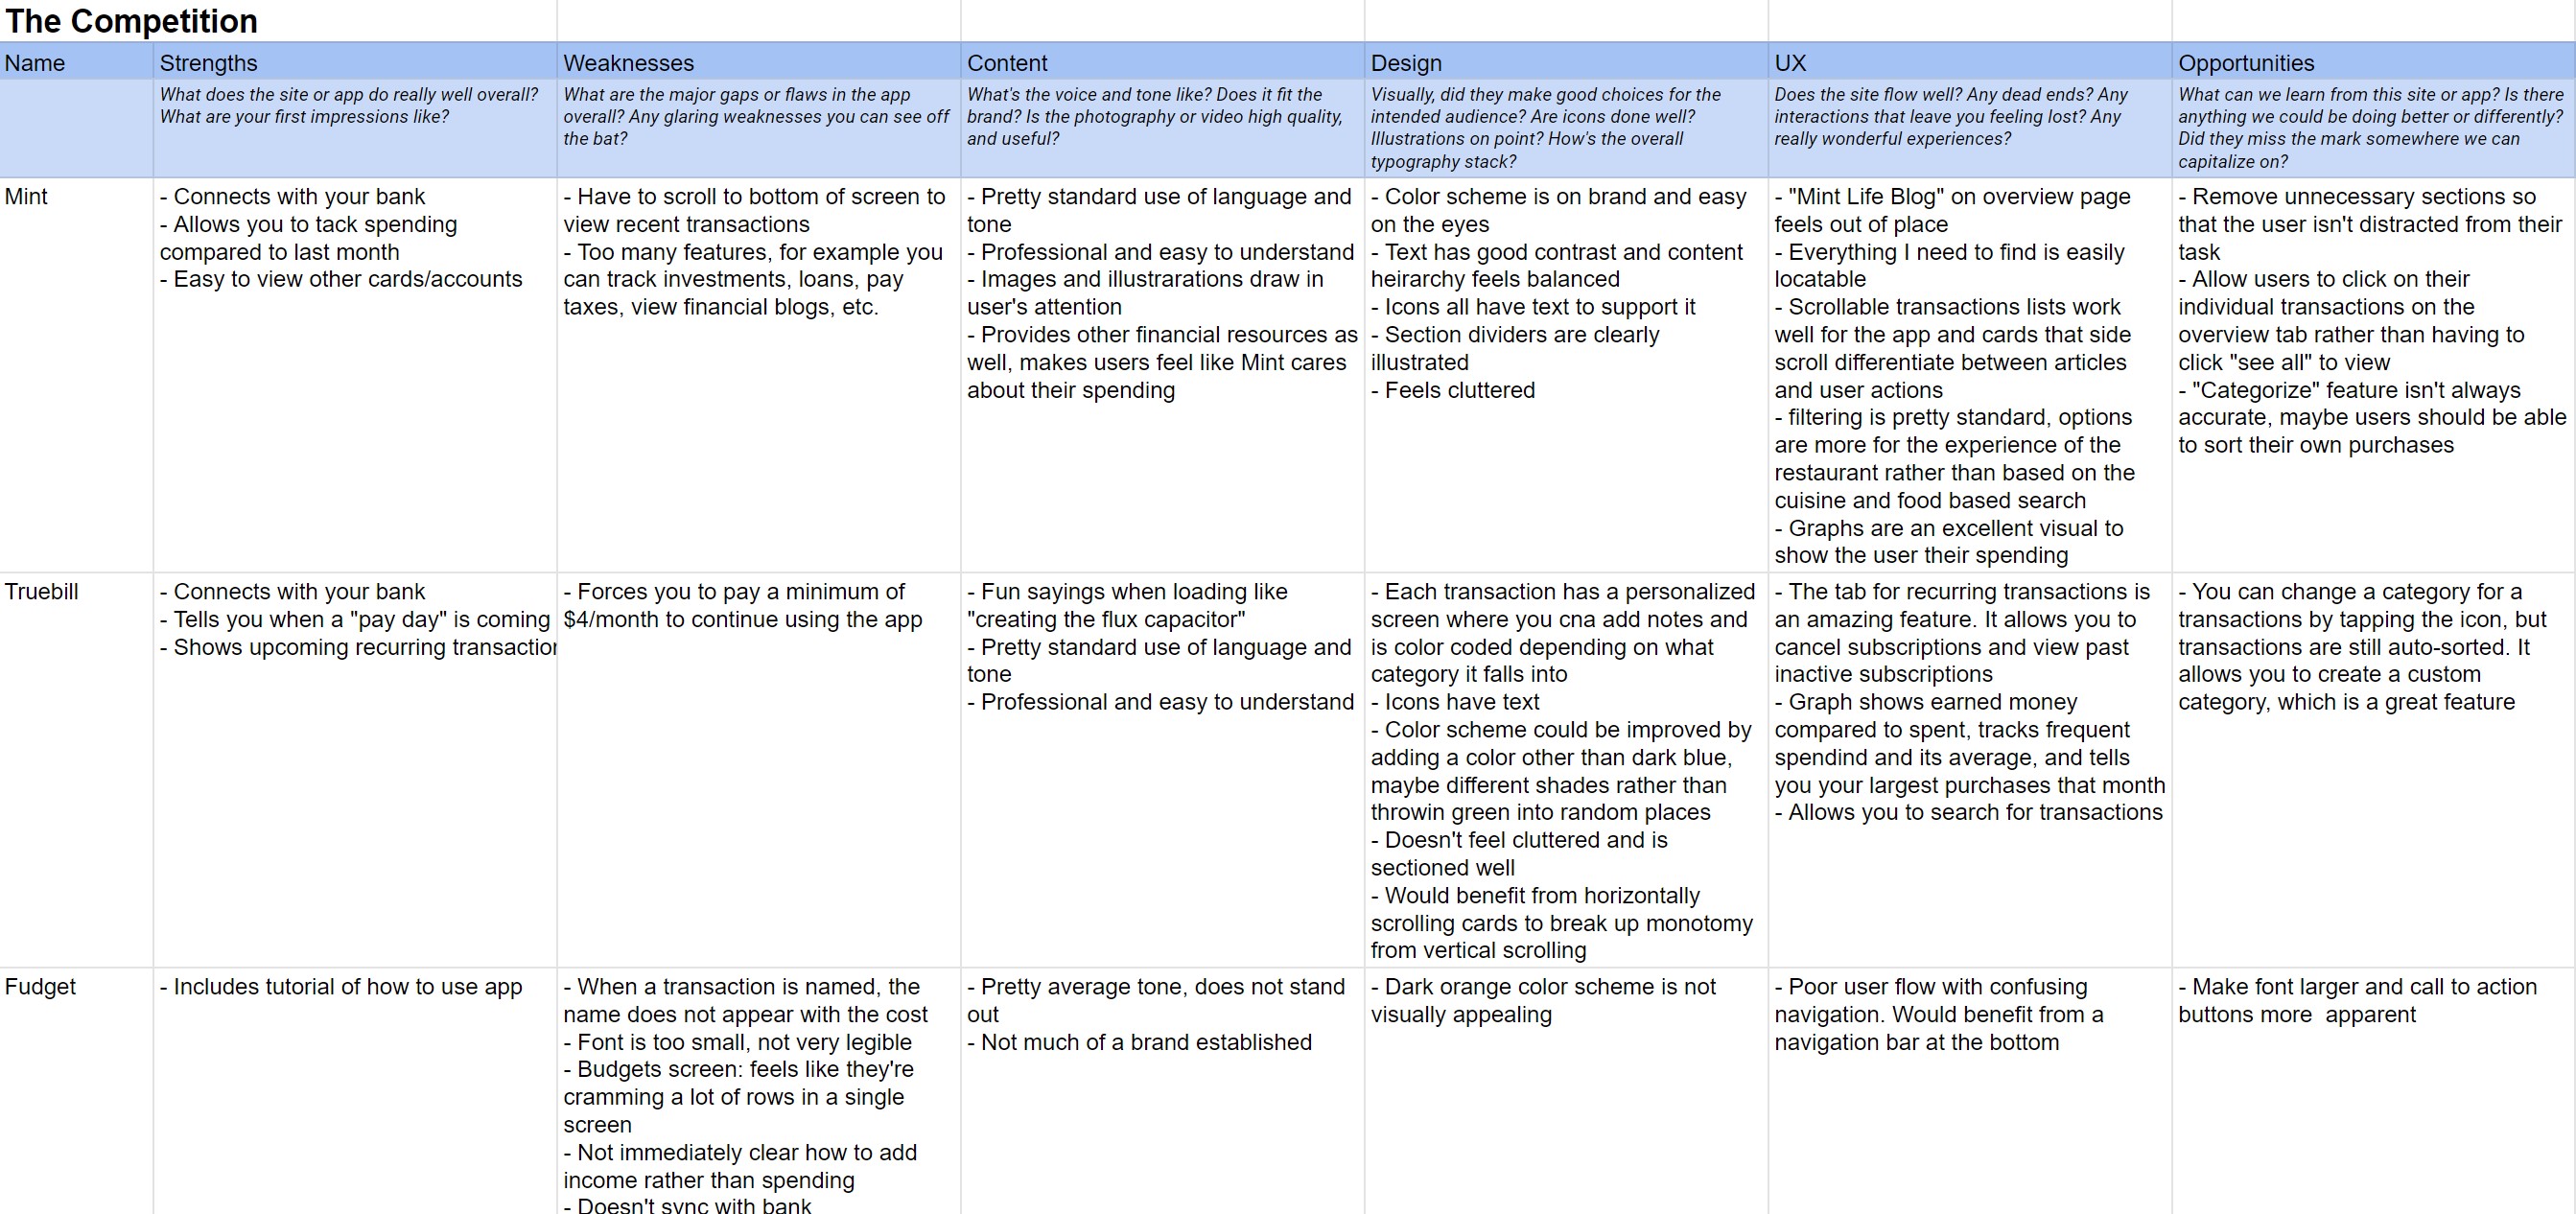 The Competition
Name
Strengths
Weaknesses
Content
Design
UX
Opportunities
What does the site or app do really well overall?
What are your first impressions like?
What are the major gaps or flaws in the app
overall? Any glaring weaknesses you can see off
the bat?
What's the voice and tone like? Does it fit the
brand? Is the photography or video high quality,
and useful?
Visually, did they make good choices for the
intended audience? Are icons done well?
Illustrations on point? How's the overall
typography stack?
Does the site flow well? Any dead ends? Any
interactions that leave you feeling lost? Any
really wonderful experiences?
What can we learn from this site or app? Is there
anything we could be doing better or differently?
Did they miss the mark somewhere we can
capitalize on?
Mint
- Connects with your bank
- Allows you to tack spending
compared to last month
- Easy to view other cards/accounts
- Have to scroll to bottom of screen to
view recent transactions
- Too many features, for example you
can track investments, loans, pay
taxes, view financial blogs, etc.
- Pretty standard use of language and
tone
- Professional and easy to understand
- Images and illustrarations draw in
user's attention
- Provides other financial resources as
well, makes users feel like Mint cares
about their spending
- Color scheme is on brand and easy
on the eyes
- Text has good contrast and content
heirarchy feels balanced
- Icons all have text to support it
- Section dividers are clearly
illustrated
- Feels cluttered
- "Mint Life Blog" on overview page
feels out of place
- Everything I need to find is easily
locatable
- Scrollable transactions lists work
well for the app and cards that side
scroll differentiate between articles
and user actions
- filtering is pretty standard, options
are more for the experience of the
restaurant rather than based on the
cuisine and food based search
- Graphs are an excellent visual to
show the user their spending
- Remove unnecessary sections so
that the user isn't distracted from their
task
- Allow users to click on their
individual transactions on the
overview tab rather than having to
click "see all" to view
- "Categorize" feature isn't always
accurate, maybe users should be able
to sort their own purchases
Truebill
- Connects with your bank
- Tells you when a "pay day" is coming
- Shows upcoming recurring transaction
- Forces you to pay a minimum of
$4/month to continue using the app
- Fun sayings when loading like
"creating the flux capacitor"
- Pretty standard use of language and
tone
- Professional and easy to understand
- Each transaction has a personalized
screen where you cna add notes and
is color coded depending on what
category it falls into
- Icons have text
- Color scheme could be improved by
adding a color other than dark blue,
maybe different shades rather than
throwin green into random places
- Doesn't feel cluttered and is
sectioned well
- Would benefit from horizontally
scrolling cards to break up monotomy
from vertical scrolling
- The tab for recurring transactions is
an amazing feature. It allows you to
cancel subscriptions and view past
inactive subscriptions
- Graph shows earned money
compared to spent, tracks frequent
spendind and its average, and tells
you your largest purchases that month
- Allows you to search for transactions
- You can change a category for a
transactions by tapping the icon, but
transactions are still auto-sorted. It
allows you to create a custom
category, which is a great feature
Fudget
- Includes tutorial of how to use app
- When a transaction is named, the
name does not appear with the cost
- Font is too small, not very legible
- Budgets screen: feels like they're
cramming a lot of rows in a single
screen
- Not immediately clear how to add
income rather than spending
- Doesn't sync with bank
- Pretty average tone, does not stand
out
- Not much of a brand established
- Dark orange color scheme is not
visually appealing
- Poor user flow with confusing
navigation. Would benefit from a
navigation bar at the bottom
- Make font larger and call to action
buttons more  apparent